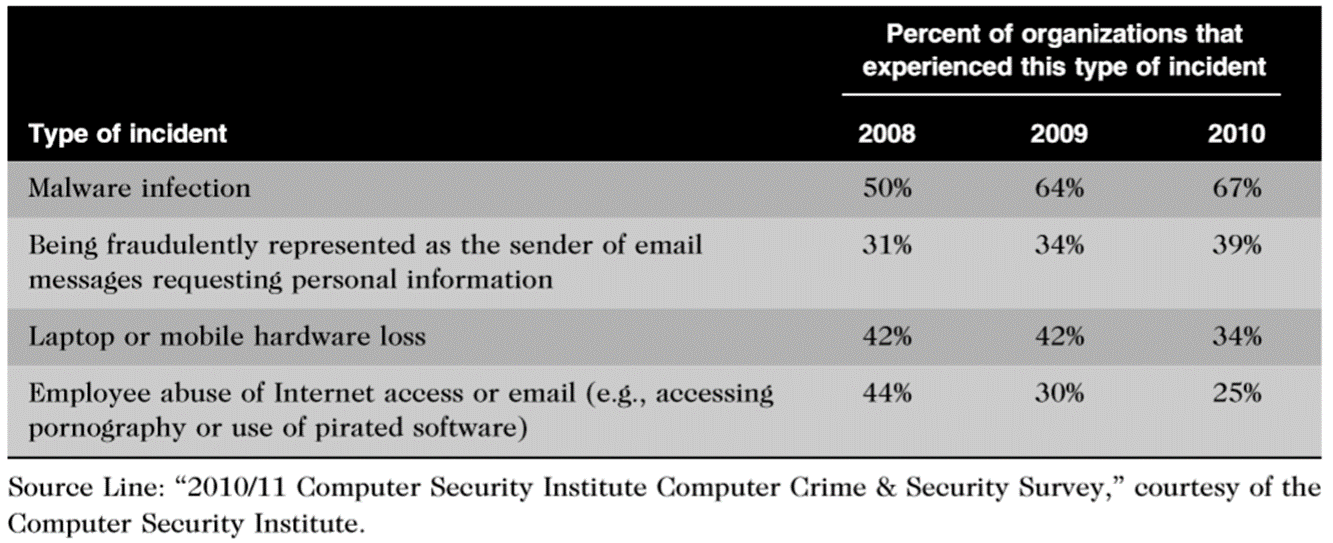 Percent of organizations that
experienced this type of incident
Type of incident 2008 2009 2010
Malware infection 50% 64% 67%
Being fraudulently represented as the sender of email 31% 34% 39%
messages requesting personal information
Laptop or mobile hardware loss 42% 42% 34%
Employee abuse of Internet access or email (e.g., accessing 44% 30% 25%
pornography or use of pirated software)
Source Line: “2010/11 Computer Security Institute Computer Crime & Security Survey,” courtesy of the
Computer Security Institute.